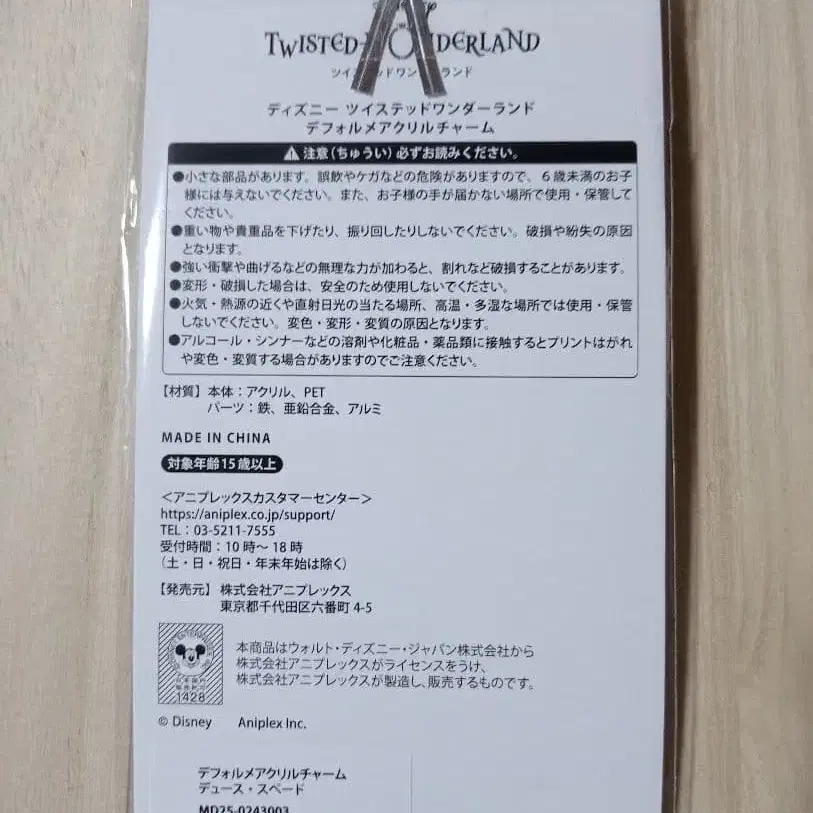 TWISTED-WONDERLAND
ディズニー ツイステッドワンダーランド
デフォルメアクリルチャーム
注意(ちゅうい)必ずお読みください。
●小さな部品があります。誤飲やケガなどの危険がありますので、6歳未満のお子
様には与えないでください。また、お子様の手が届かない場所で使用・保管して
ください。
●重い物や貴重品を下げたり、振り回したりしないでください。破損や紛失の原因
となります。
●強い衝撃や曲げるなどの無理な力が加わると、割れなど破損することがあります。
●変形・破損した場合は、安全のため使用しないでください。
●火気・熱源の近くや直射日光の当たる場所、高温・多湿な場所では使用・保管
しないでください。変色・変形・変質の原因となります。
●アルコール・シンナーなどの溶剤や化粧品・薬品類に接触するとプリントはがれ
や変色・変質する場合がありますのでご注意ください。
【材質】本体:アクリル、PET
パーツ:鉄、亜鉛合金、アルミ
MADE IN CHINA
対象年齢15歳以上
<アニプレックスカスタマーセンター>
https://aniplex.co.jp/support/
TEL:03-5211-7555
受付時間:10時～18時
(土・日・祝日・年末年始は除く)
【発売元】株式会社アニプレックス
東京都千代田区六番町4-5
本商品はウォルト・ディズニー・ジャパン株式会社から
株式会社アニプレックスがライセンスをうけ、
株式会社アニプレックスが製造し、販売するものです。
1428
© Disney Aniplex Inc.
デフォルメアクリルチャーム
デュース・スペード
MD25-0243003